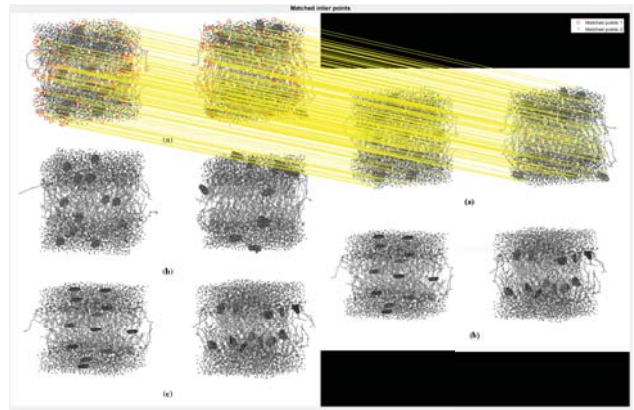 Matched inlier points
Matched points 1
Matched points 2
(a)
(a)
(b)
(b)
(c)